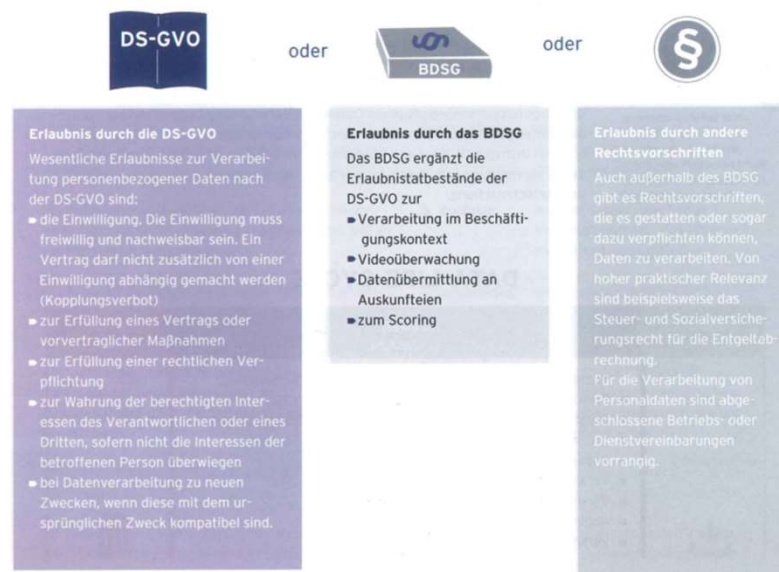 DS-GVO
oder
§
BDSG
oder
§
Erlaubnis durch die DS-GVO
Wesentliche Erlaubnisse zur Verarbei-
tung personenbezogener Daten nach
der DS-GVO sind:
die Einwilligung. Die Einwilligung muss
freiwillig und nachweisbar sein. Ein
Vertrag darf nicht zusätzlich von einer
Einwilligung abhängig gemacht werden
(Kopplungsverbot)
zur Erfüllung eines Vertrags oder
vorvertraglicher Maßnahmen
zur Erfüllung einer rechtlichen Ver-
pflichtung
zur Wahrung der berechtigten Inter-
essen des Verantwortlichen oder eines
Dritten, sofern nicht die Interessen der
betroffenen Person überwiegen
bei Datenverarbeitung zu neuen
Zwecken, wenn diese mit dem ur-
sprünglichen Zweck kompatibel sind.
Erlaubnis durch das BDSG
Das BDSG ergänzt die
Erlaubnistatbestände der
DS-GVO zur
Verarbeitung im Beschäfti-
gungskontext
Videoüberwachung
Datenübermittlung an
Auskunfteien
zum Scoring
Erlaubnis durch andere
Rechtsvorschriften
Auch außerhalb des BDSG
gibt es Rechtsvorschriften,
die es gestatten oder sogar
dazu verpflichten können,
Daten zu verarbeiten. Von
hoher praktischer Relevanz
sind beispielsweise das
Steuer- und Sozialversiche-
rungsrecht für die Entgeltab-
rechnung.
Für die Verarbeitung von
Personaldaten sind abge-
schlossene Betriebs- oder
Dienstvereinbarungen
vorrangig.